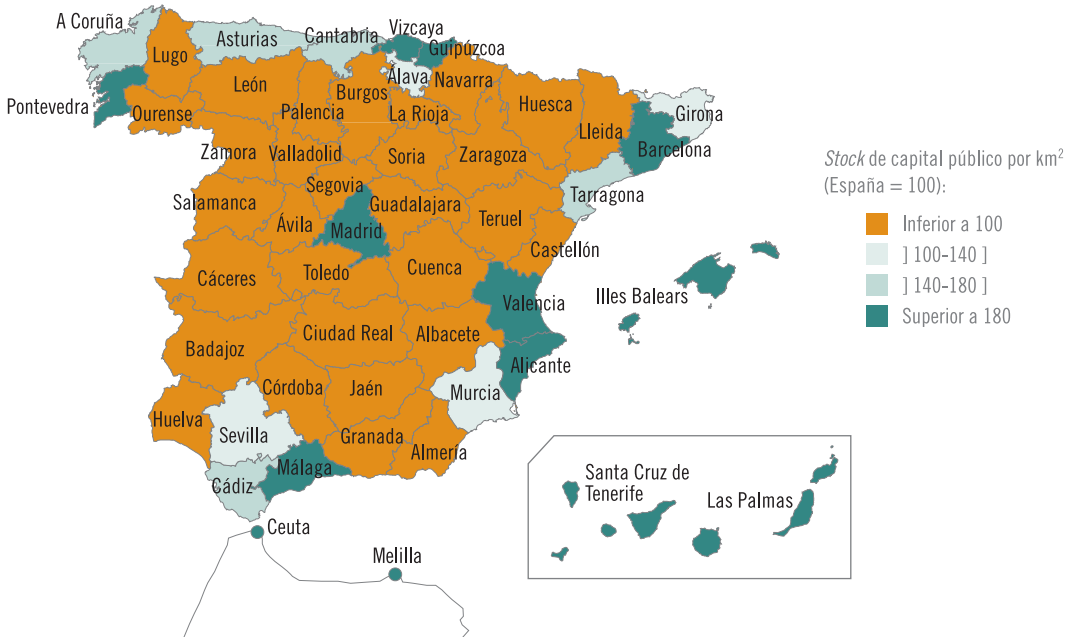 A Coruña
Lugo
Asturias
Cantabria
Vizcaya
Guipúzcoa
Pontevedra
Ourense
León
Palencia
Burgos
Álava
Navarra
La Rioja
Huesca
Lleida
Girona
Barcelona
Zamora
Valladolid
Soria
Zaragoza
Tarragona
Salamanca
Segovia
Ávila
Madrid
Guadalajara
Teruel
Castellón
Cáceres
Toledo
Cuenca
Valencia
Illes Balears
Badajoz
Ciudad Real
Albacete
Alicante
Huelva
Sevilla
Córdoba
Jaén
Murcia
Cádiz
Málaga
Granada
Almería
Ceuta
Melilla
Santa Cruz de
Tenerife
Las Palmas
Stock de capital público por km²
(España = 100):
Inferior a 100
] 100–140 ]
] 140–180 ]
Superior a 180